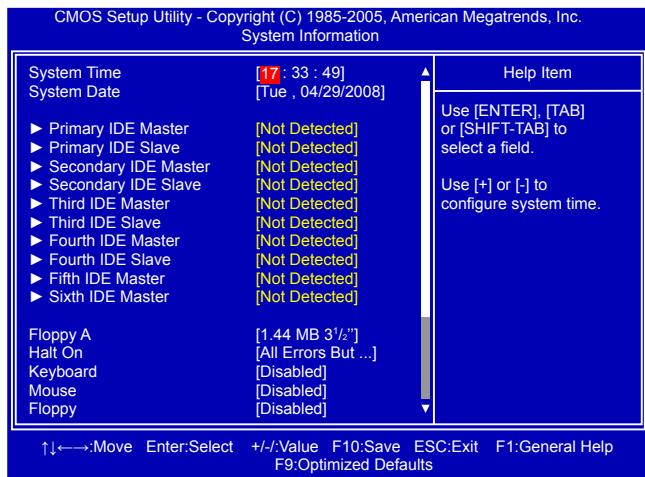 CMOS Setup Utility - Copyright (C) 1985-2005, American Megatrends, Inc.
System Information
System Time [17 : 33 : 49]
System Date [Tue , 04/29/2008]
► Primary IDE Master [Not Detected]
► Primary IDE Slave [Not Detected]
► Secondary IDE Master [Not Detected]
► Secondary IDE Slave [Not Detected]
► Third IDE Master [Not Detected]
► Third IDE Slave [Not Detected]
► Fourth IDE Master [Not Detected]
► Fourth IDE Slave [Not Detected]
► Fifth IDE Master [Not Detected]
► Sixth IDE Master [Not Detected]
Floppy A [1.44 MB 3¹/₂’’]
Halt On [All Errors But ...]
Keyboard [Disabled]
Mouse [Disabled]
Floppy [Disabled]
Help Item
Use [ENTER], [TAB]
or [SHIFT-TAB] to
select a field.
Use [+] or [-] to
configure system time.
↑↓←→:Move Enter:Select +/-/:Value F10:Save ESC:Exit F1:General Help
F9:Optimized Defaults